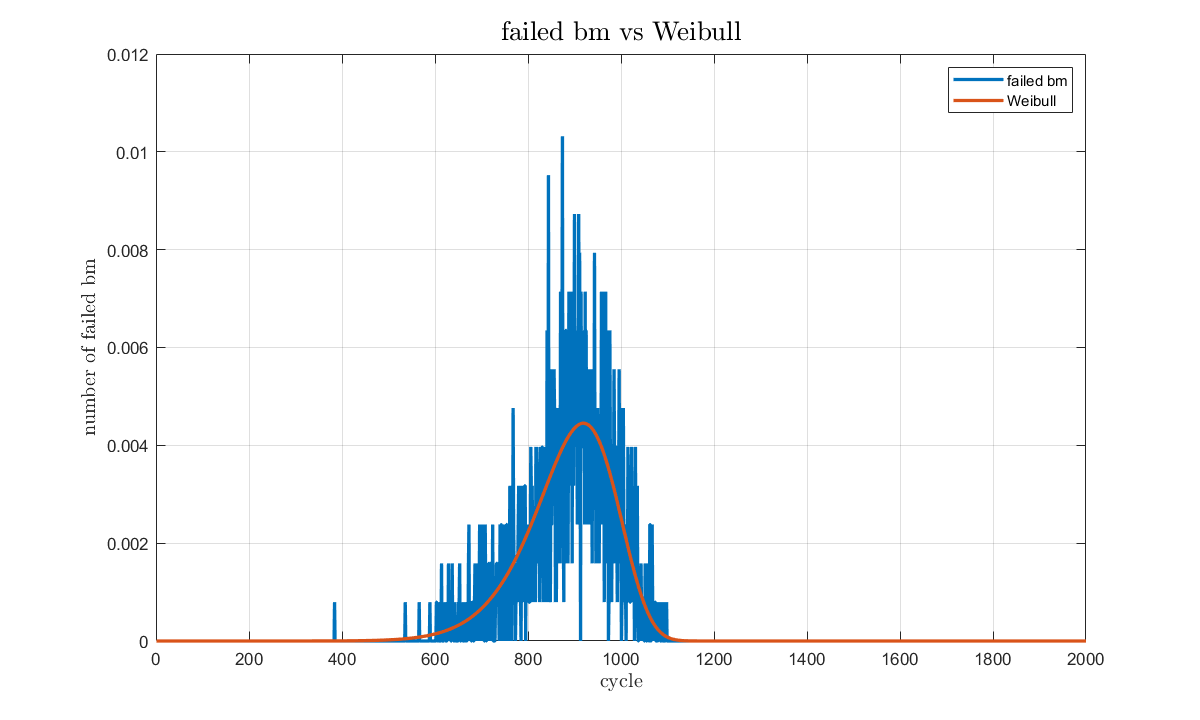 failed bm vs Weibull
failed bm
Weibull
0.012
0.01
0.008
0.006
0.004
0.002
0
number of failed bm
0 200 400 600 800 1000 1200 1400 1600 1800 2000
cycle